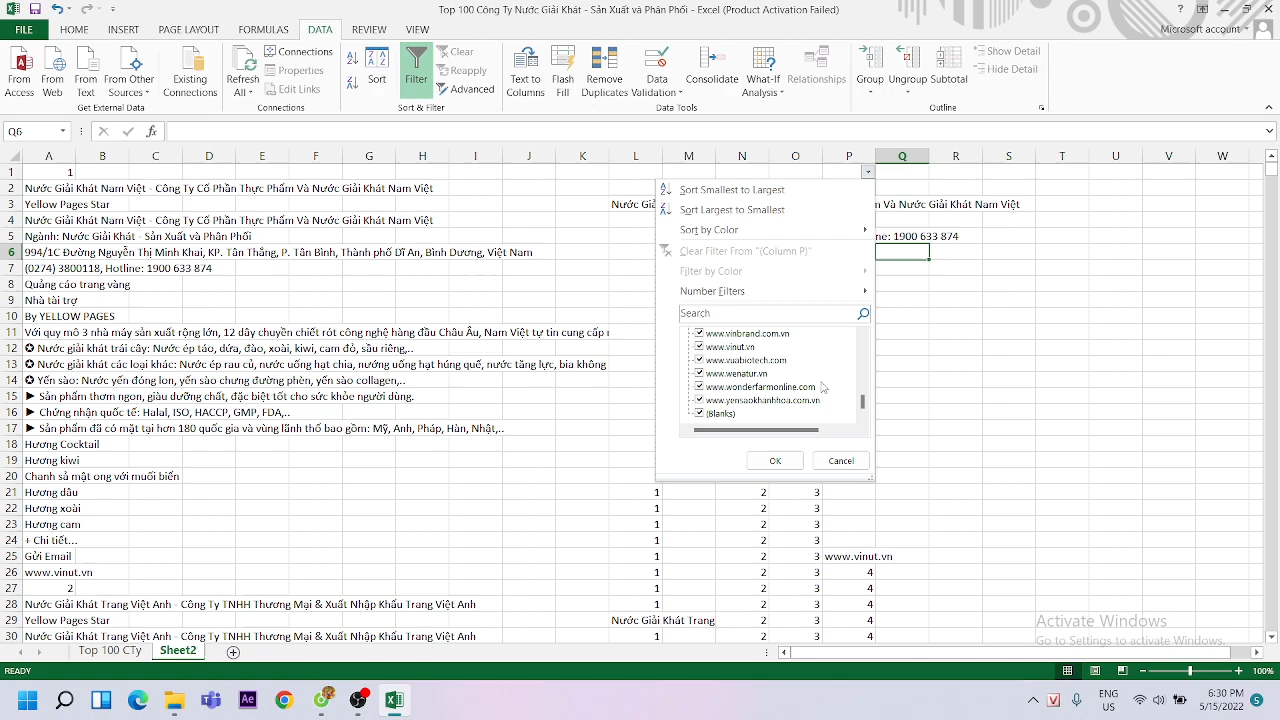 Top 100 Công Ty Nước Giải Khát - Sản Xuất và Phân Phối - Excel (Product Activation Failed)
FILE HOME INSERT PAGE LAYOUT FORMULAS DATA REVIEW VIEW Microsoft account
From Access
From Web
From Text
From Other Sources
Get External Data
Existing Connections
Refresh All
Connections
Properties
Edit Links
Connections
Sort
Filter
Clear
Reapply
Advanced
Sort & Filter
Text to Columns
Flash Fill
Remove Duplicates
Data Validation
Consolidate
What-If Analysis
Relationships
Data Tools
Group
Ungroup
Subtotal
Show Detail
Hide Detail
Outline
Q6 fx
A B C D E F G H I J K L M N O P Q R S T U V W
1 1
2 Nước Giải Khát Nam Việt - Công Ty Cổ Phần Thực Phẩm Và Nước Giải Khát Nam Việt
3 Yellow Pages Star Nước Giải n Và Nước Giải Khát Nam Việt
4 Nước Giải Khát Nam Việt - Công Ty Cổ Phần Thực Phẩm Và Nước Giải Khát Nam Việt
5 Ngành: Nước Giải Khát - Sản Xuất và Phân Phối ne: 1900 633 874
6 994/1C Đường Nguyễn Thị Minh Khai, KP. Tân Thắng, P. Tân Bình, Thành phố Dĩ An, Bình Dương, Việt Nam
7 (0274) 3800118, Hotline: 1900 633 874
8 Quảng cáo trang vàng
9 Nhà tài trợ
10 By YELLOW PAGES
11 Với quy mô 3 nhà máy sản xuất rộng lớn, 12 dây chuyền chiết rót công nghệ hàng đầu Châu Âu, Nam Việt tự tin cung cấp
12 ✪ Nước giải khát trái cây: Nước ép táo, dứa, đào, xoài, kiwi, cam đỏ, sầu riêng,..
13 ✪ Nước giải khát các loại khác: Nước ép rau củ, nước uống hạt chia, nướng uống hạt húng quế, nước tăng lực, bia không
14 ✪ Yến sào: Nước yến đóng lon, yến sào chưng đường phèn, yến sào collagen,..
15 ► Sản phẩm thơm ngon, giàu dưỡng chất, đặc biệt tốt cho sức khỏe người dùng.
16 ► Chứng nhận quốc tế: Halal, ISO, HACCP, GMP, FDA,..
17 ► Sản phẩm đã có mặt tại hơn 180 quốc gia và vùng lãnh thổ bao gồm: Mỹ, Anh, Pháp, Hàn, Nhật,..
18 Hương Cocktail
19 Hương kiwi
20 Chanh sả mật ong với muối biển
21 Hương dâu 1 2 3
22 Hương xoài 1 2 3
23 Hương cam 1 2 3
24 + Chi tiết... 1 2 3
25 Gửi Email 1 2 3 www.vinut.vn
26 www.vinut.vn 1 2 3 4
27 2 1 2 3 4
28 Nước Giải Khát Trang Việt Anh - Công Ty TNHH Thương Mại & Xuất Nhập Khẩu Trang Việt Anh 1 2 3 4
29 Yellow Pages Star Nước Giải Khát Trang 2 3 4
30 Nước Giải Khát Trang Việt Anh - Công Ty TNHH Thương Mại & Xuất Nhập Khẩu Trang Việt Anh 1 2 3 4
Sort Smallest to Largest
Sort Largest to Smallest
Sort by Color
Clear Filter From "(Column P)"
Filter by Color
Number Filters
Search
www.vinbrand.com.vn
www.vinut.vn
www.vuabiotech.com
www.wenatur.vn
www.wonderfarmonline.com
www.yensaokhanhhoa.com.vn
(Blanks)
OK Cancel
Activate Windows
Go to Settings to activate Windows.
Top 100 CTy Sheet2
READY 100%
Ae ENG 6:30 PM
AV 5/15/2022 5